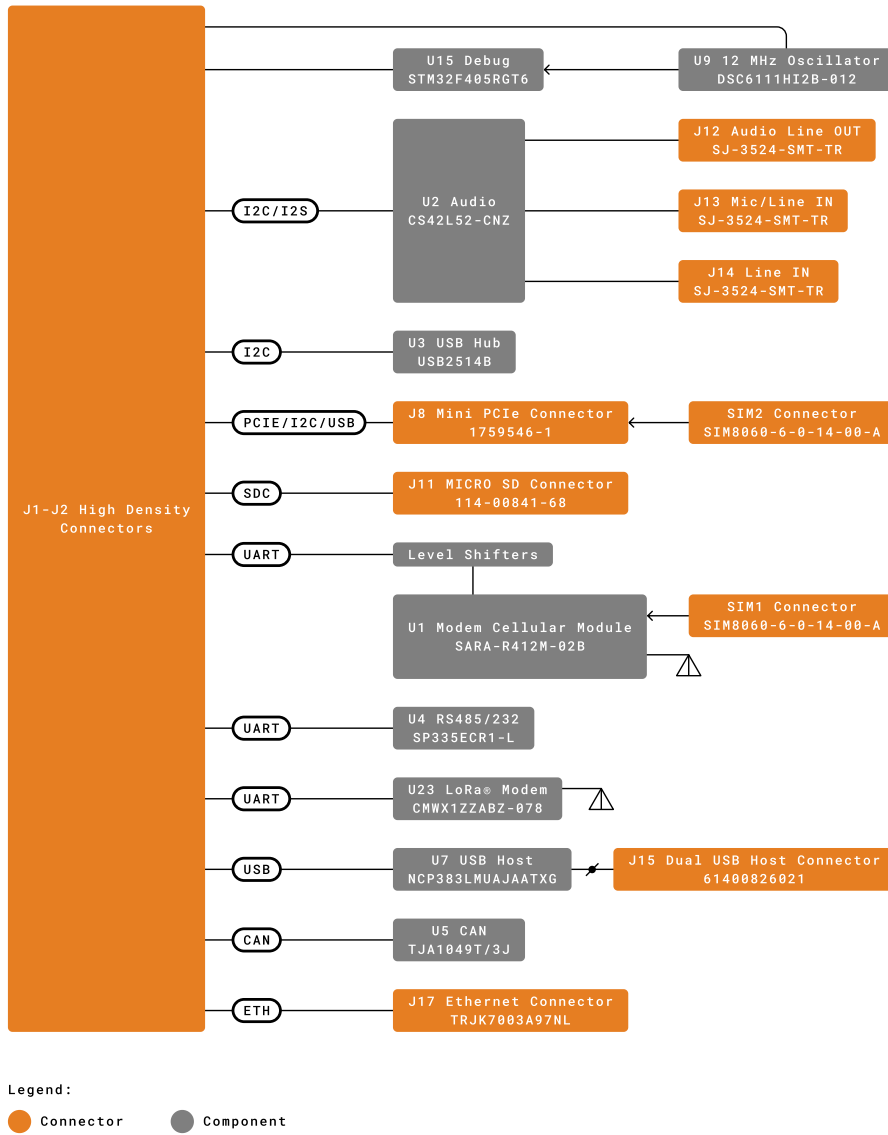 U15 Debug
STM32F405RGT6
U9 12 MHz Oscillator
DSC6111HI2B-012
J12 Audio Line OUT
SJ-3524-SMT-TR
I2C/I2S
U2 Audio
CS42L52-CNZ
J13 Mic/Line IN
SJ-3524-SMT-TR
J14 Line IN
SJ-3524-SMT-TR
I2C
U3 USB Hub
USB2514B
PCIE/I2C/USB
J8 Mini PCIe Connector
1759546-1
SIM2 Connector
SIM8060-6-0-14-00-A
SDC
J11 MICRO SD Connector
114-00841-68
J1-J2 High Density
Connectors
UART
Level Shifters
U1 Modem Cellular Module
SARA-R412M-02B
SIM1 Connector
SIM8060-6-0-14-00-A
UART
U4 RS485/232
SP335ECR1-L
UART
U23 LoRa® Modem
CMWX1ZZABZ-078
USB
U7 USB Host
NCP383LMUAJAATXG
J15 Dual USB Host Connector
61400826021
CAN
U5 CAN
TJA1049T/3J
ETH
J17 Ethernet Connector
TRJK7003A97NL
Legend:
Connector
Component